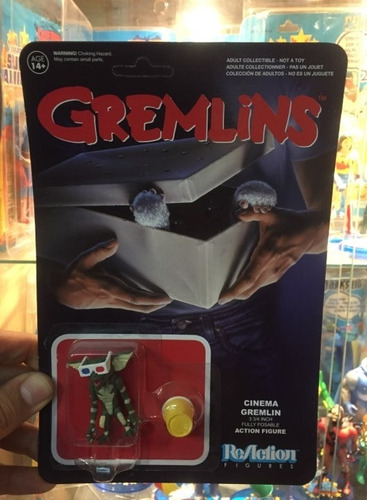 AGE
14+
WARNING: Choking Hazard.
May contain small parts.
ADULT COLLECTIBLE - NOT A TOY
ADULTE COLLECTIONNER - PAS UN JOUET
COLECCIÓN DE ADULTOS - NO ES UN JUGUETE
GREMLiNS
CINEMA
GREMLIN
3 3/4 INCH
FULLY POSABLE
ACTION FIGURE
ReAction
FIGURES